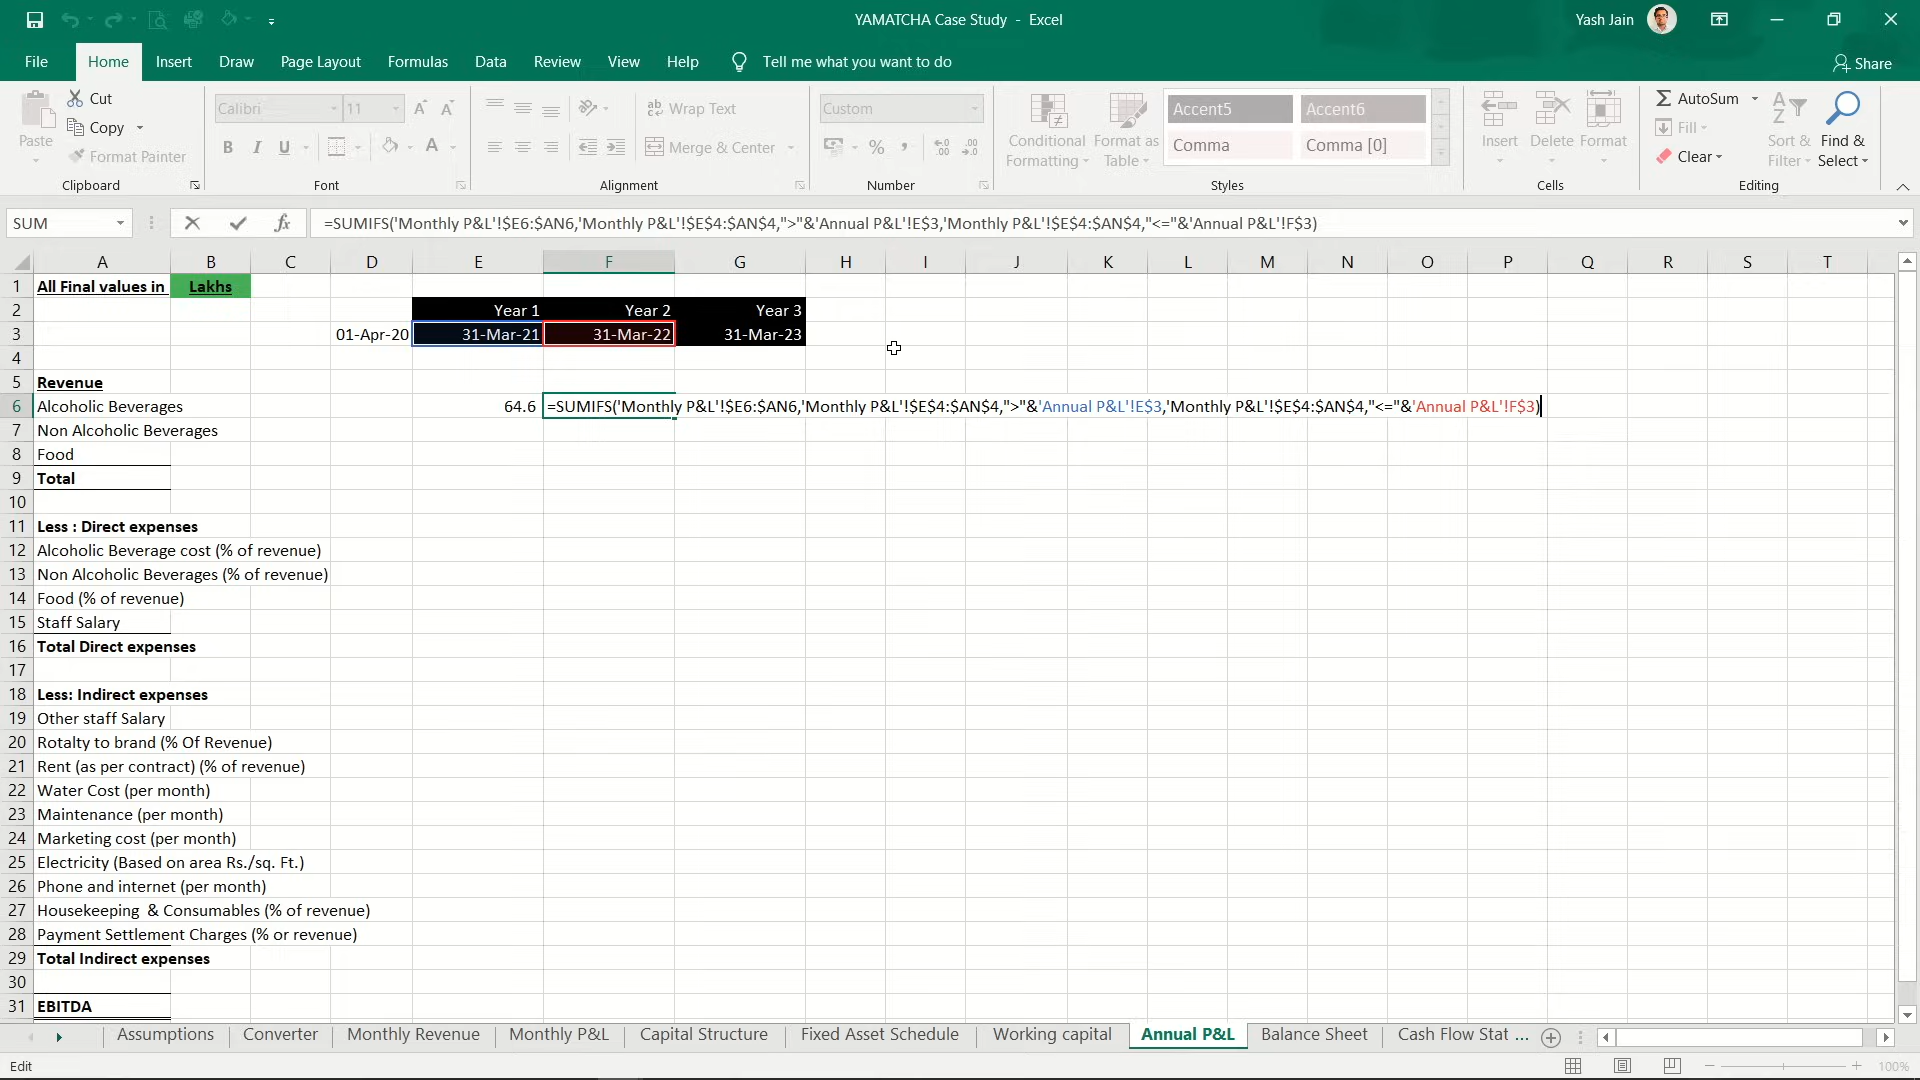 YAMATCHA Case Study - Excel
Yash Jain
File Home Insert Draw Page Layout Formulas Data Review View Help Tell me what you want to do
Share
Paste
Cut
Copy
Format Painter
Clipboard
Calibri 11
B I U A
Font
Wrap Text
Merge & Center
Alignment
Custom
%
Number
Conditional Formatting
Format as Table
Accent5 Accent6
Comma Comma [0]
Styles
Insert Delete Format
Cells
AutoSum
Fill
Clear
Sort & Filter
Find & Select
Editing
SUM fx =SUMIFS('Monthly P&L'!$E6:$AN6,'Monthly P&L'!$E$4:$AN$4,">"&'Annual P&L'!E$3,'Monthly P&L'!$E$4:$AN$4,"<="&'Annual P&L'!F$3)
A B C D E F G H I J K L M N O P Q R S T
1 All Final values in Lakhs
2 Year 1 Year 2 Year 3
3 01-Apr-20 31-Mar-21 31-Mar-22 31-Mar-23
4
5 Revenue
6 Alcoholic Beverages 64.6 =SUMIFS('Monthly P&L'!$E6:$AN6,'Monthly P&L'!$E$4:$AN$4,">"&'Annual P&L'!E$3,'Monthly P&L'!$E$4:$AN$4,"<="&'Annual P&L'!F$3)
7 Non Alcoholic Beverages
8 Food
9 Total
10
11 Less : Direct expenses
12 Alcoholic Beverage cost (% of revenue)
13 Non Alcoholic Beverages (% of revenue)
14 Food (% of revenue)
15 Staff Salary
16 Total Direct expenses
17
18 Less: Indirect expenses
19 Other staff Salary
20 Rotalty to brand (% Of Revenue)
21 Rent (as per contract) (% of revenue)
22 Water Cost (per month)
23 Maintenance (per month)
24 Marketing cost (per month)
25 Electricity (Based on area Rs./sq. Ft.)
26 Phone and internet (per month)
27 Housekeeping & Consumables (% of revenue)
28 Payment Settlement Charges (% or revenue)
29 Total Indirect expenses
30
31 EBITDA
Assumptions Converter Monthly Revenue Monthly P&L Capital Structure Fixed Asset Schedule Working capital Annual P&L Balance Sheet Cash Flow Stat ...
Edit
100%